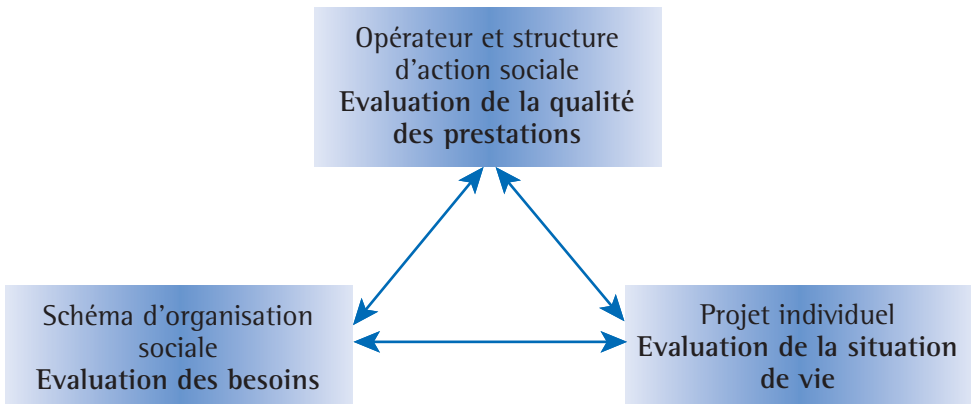 Opérateur et structure
d'action sociale
Evaluation de la qualité
des prestations
Schéma d'organisation
sociale
Evaluation des besoins
Projet individuel
Evaluation de la situation
de vie